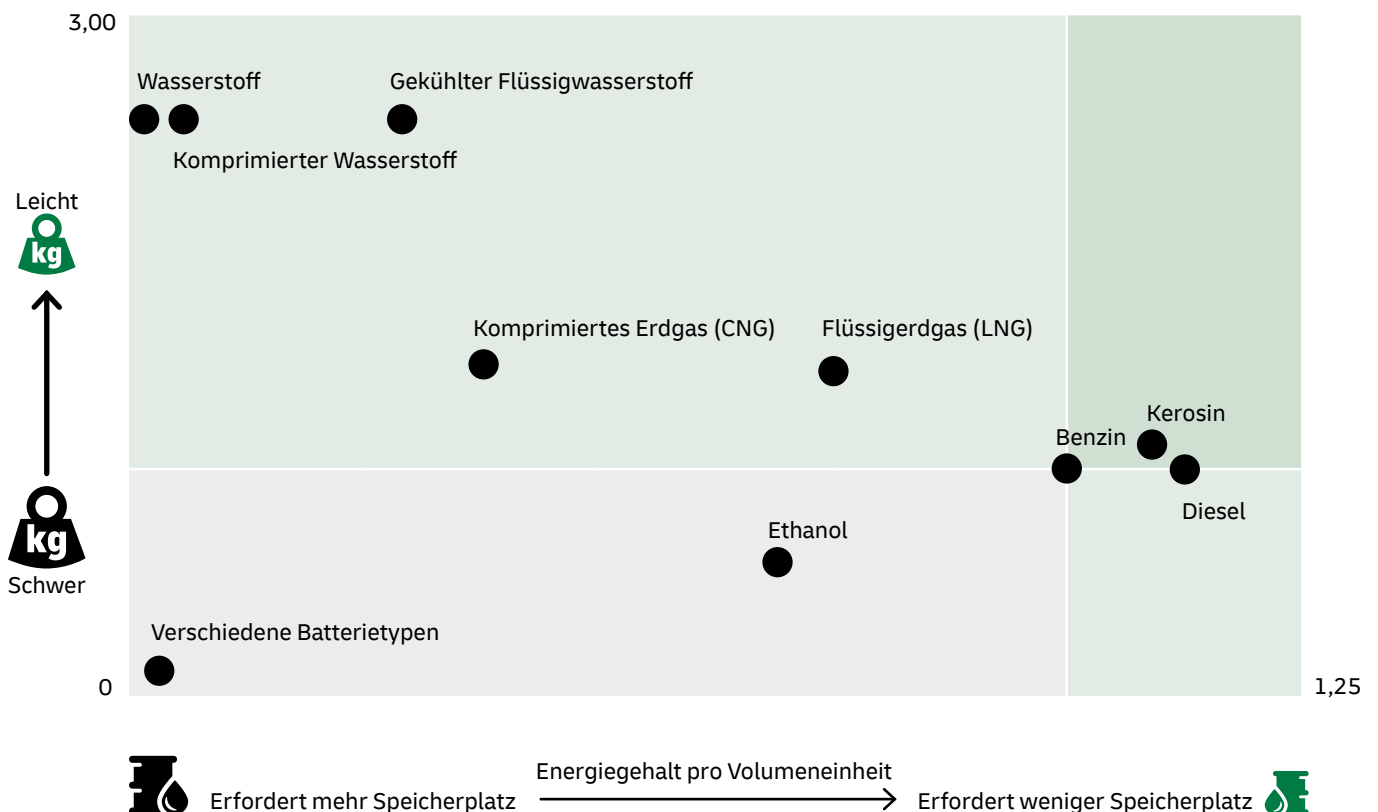 3,00
Wasserstoff
Gekühlter Flüssigwasserstoff
Komprimierter Wasserstoff
Leicht
kg
Komprimiertes Erdgas (CNG)
Flüssigerdgas (LNG)
Kerosin
Benzin
Diesel
kg
Ethanol
Schwer
Verschiedene Batterietypen
0
1,25
Energiegehalt pro Volumeneinheit
Erfordert mehr Speicherplatz
Erfordert weniger Speicherplatz